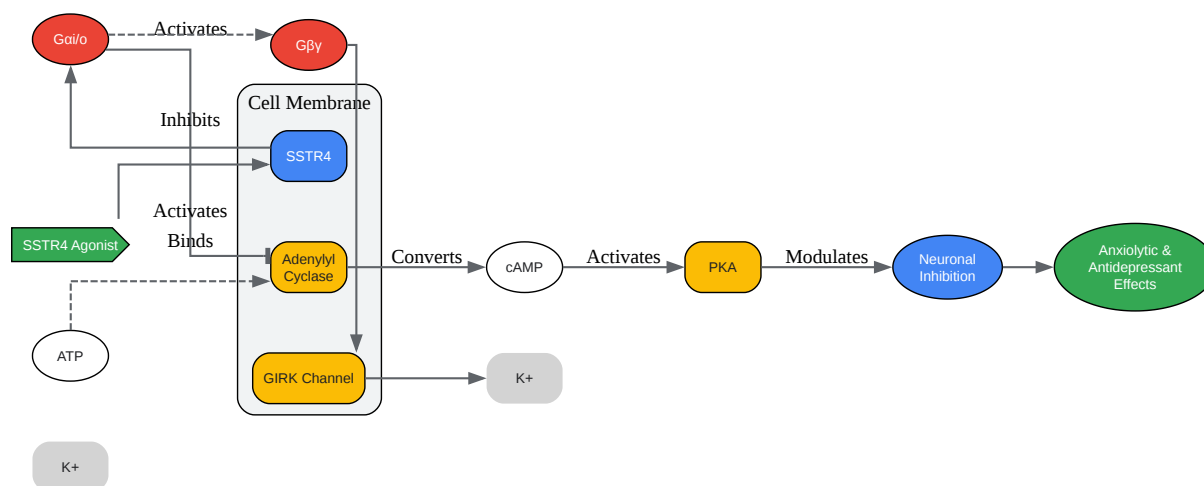 Gαi/o
Activates
Gβγ
Cell Membrane
Inhibits
SSTR4
Activates
Binds
SSTR4 Agonist
Adenylyl
Cyclase
Converts
cAMP
Activates
PKA
Modulates
Neuronal
Inhibition
Anxiolytic &
Antidepressant
Effects
ATP
GIRK Channel
K+
K+